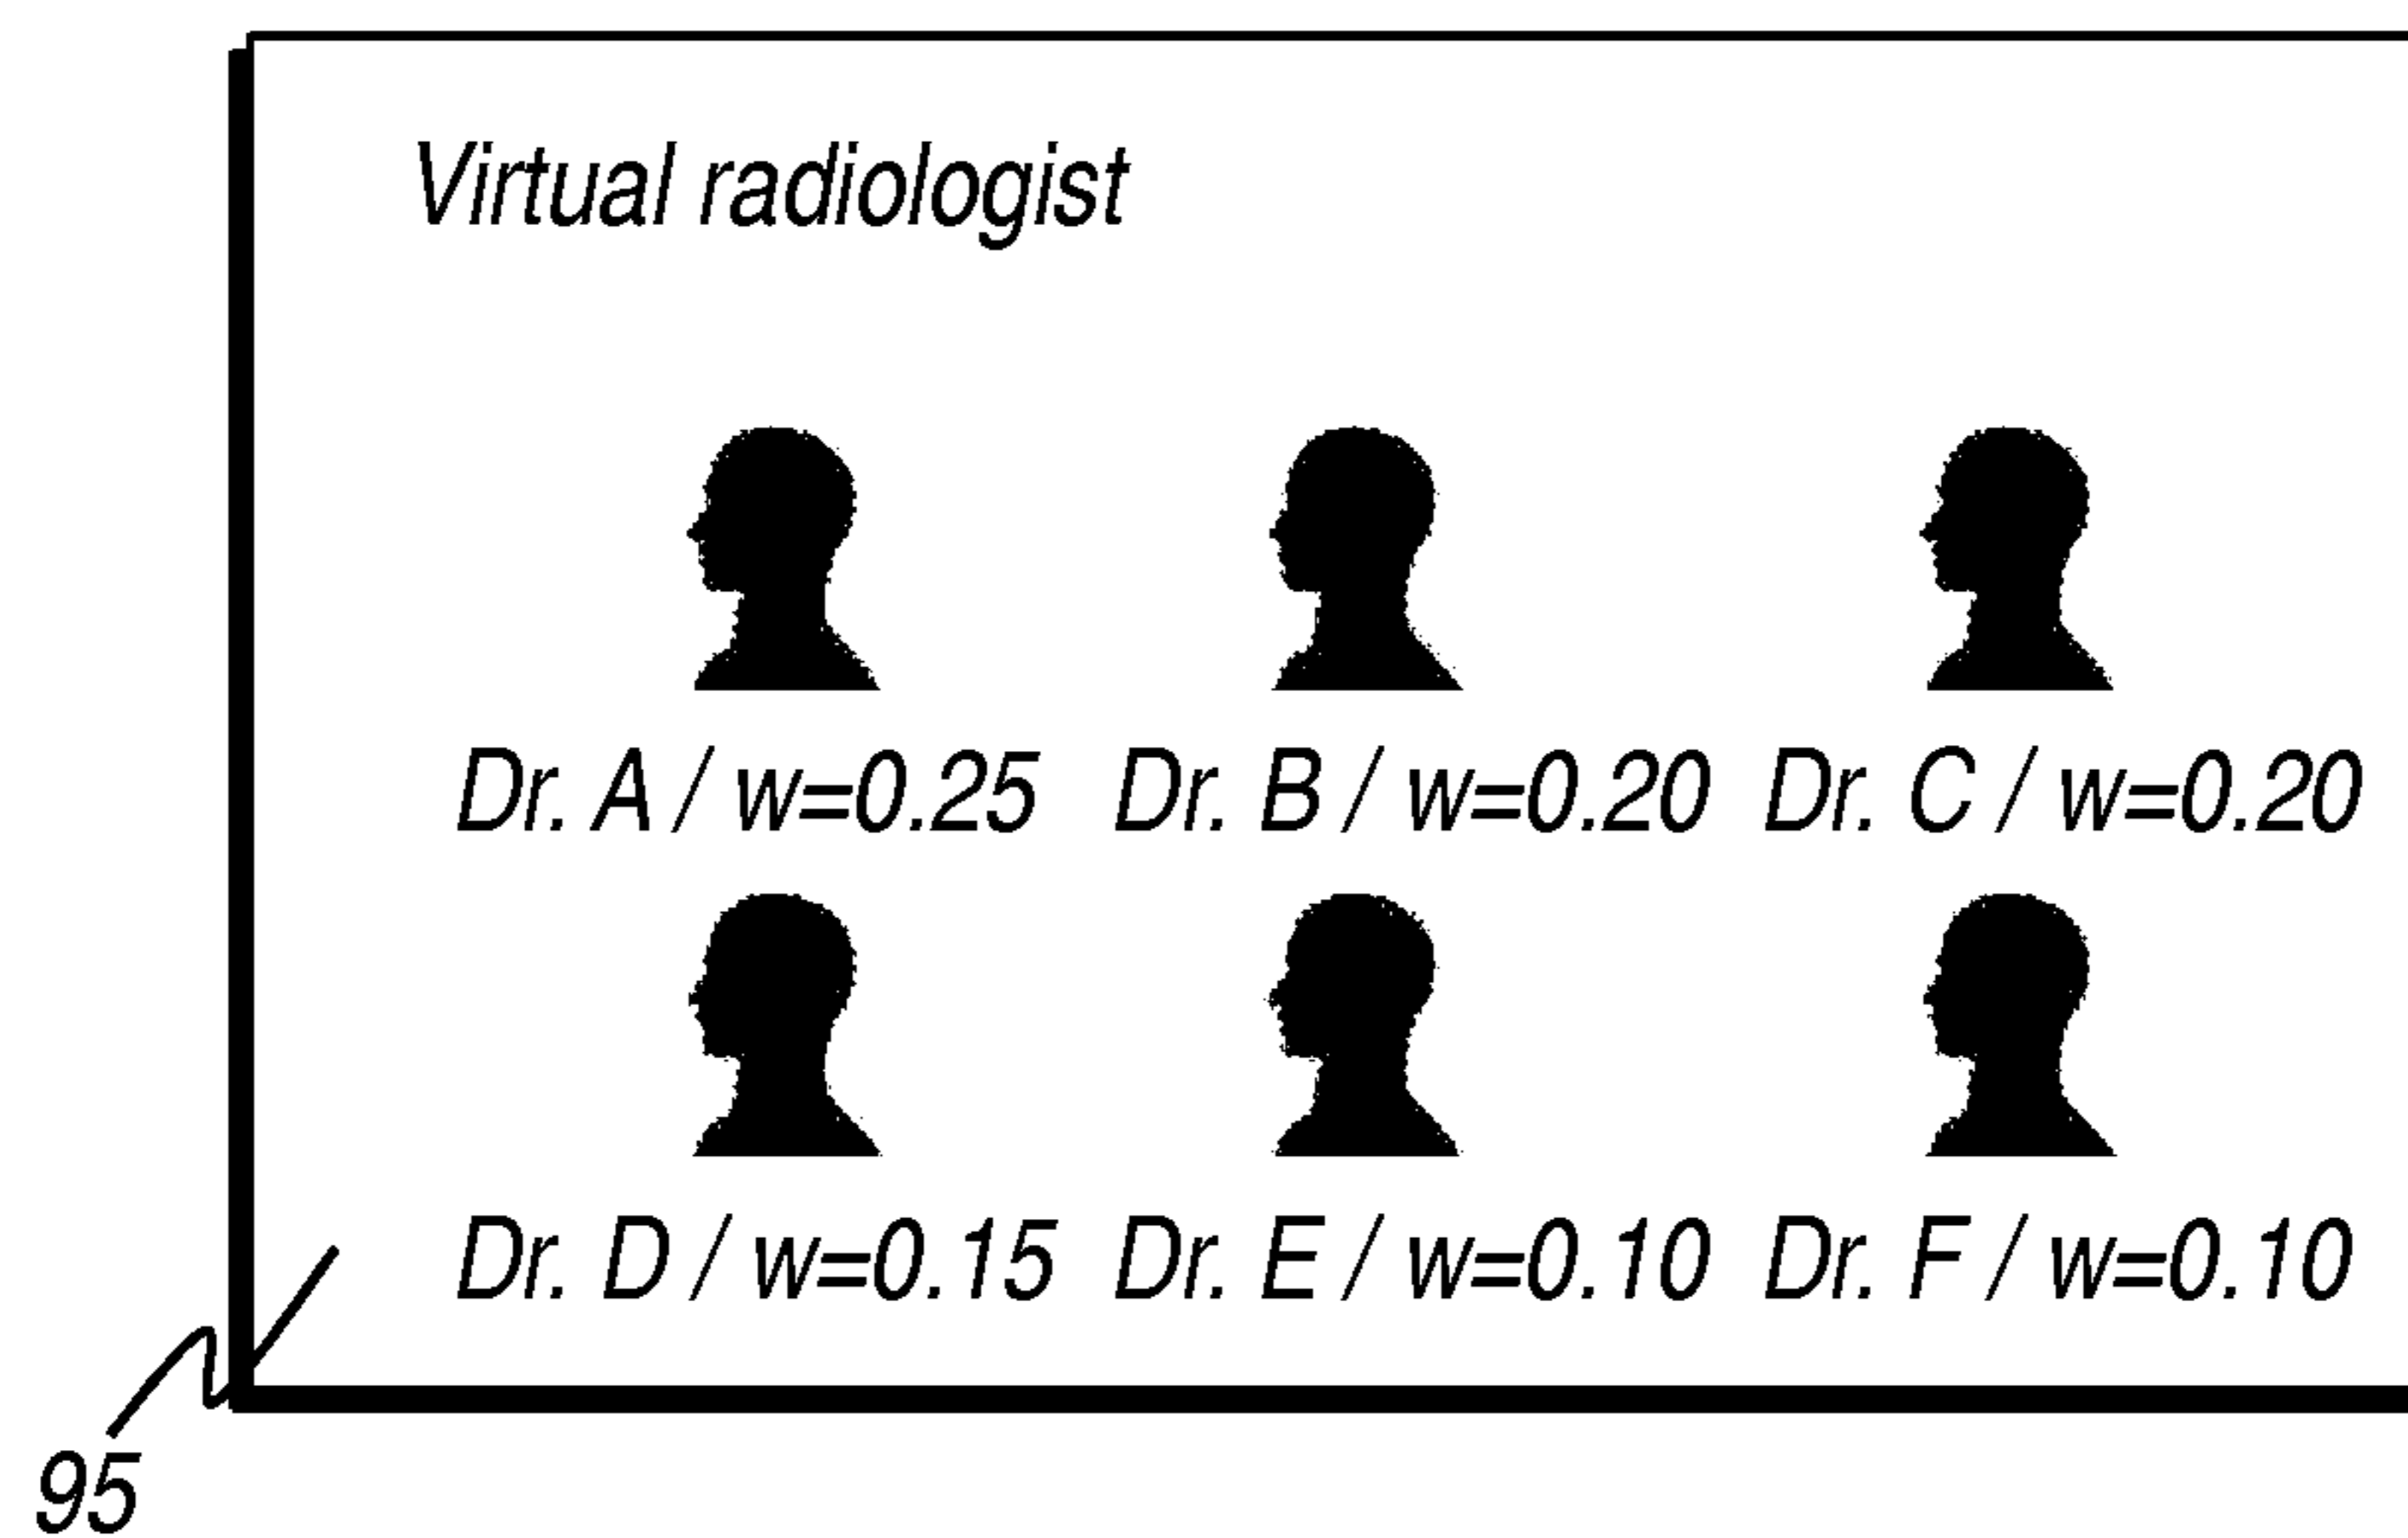 Virtual radiologist
Dr. A / w=0.25 Dr. B / w=0.20 Dr. C / w=0.20
Dr. D / w=0.15 Dr. E / w=0.10 Dr. F / w=0.10
95